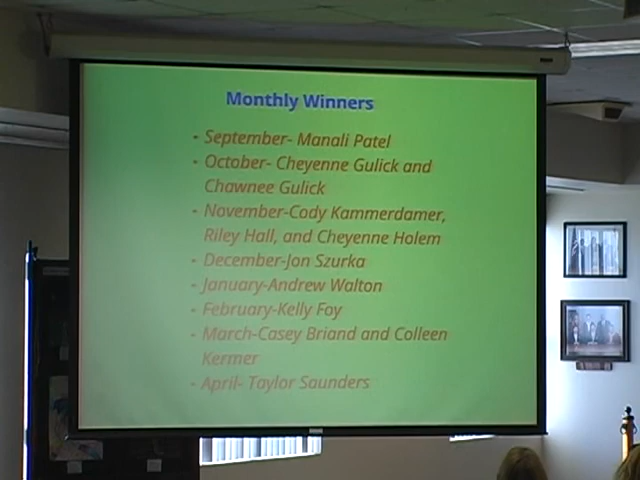 Monthly Winners
- September- Manali Patel
- October- Cheyenne Gulick and
Chawnee Gulick
- November-Cody Kammerdamer,
Riley Hall, and Cheyenne Holem
- December-Jon Szurka
- January-Andrew Walton
- February-Kelly Foy
- March-Casey Briand and Colleen
Kermer
- April- Taylor Saunders